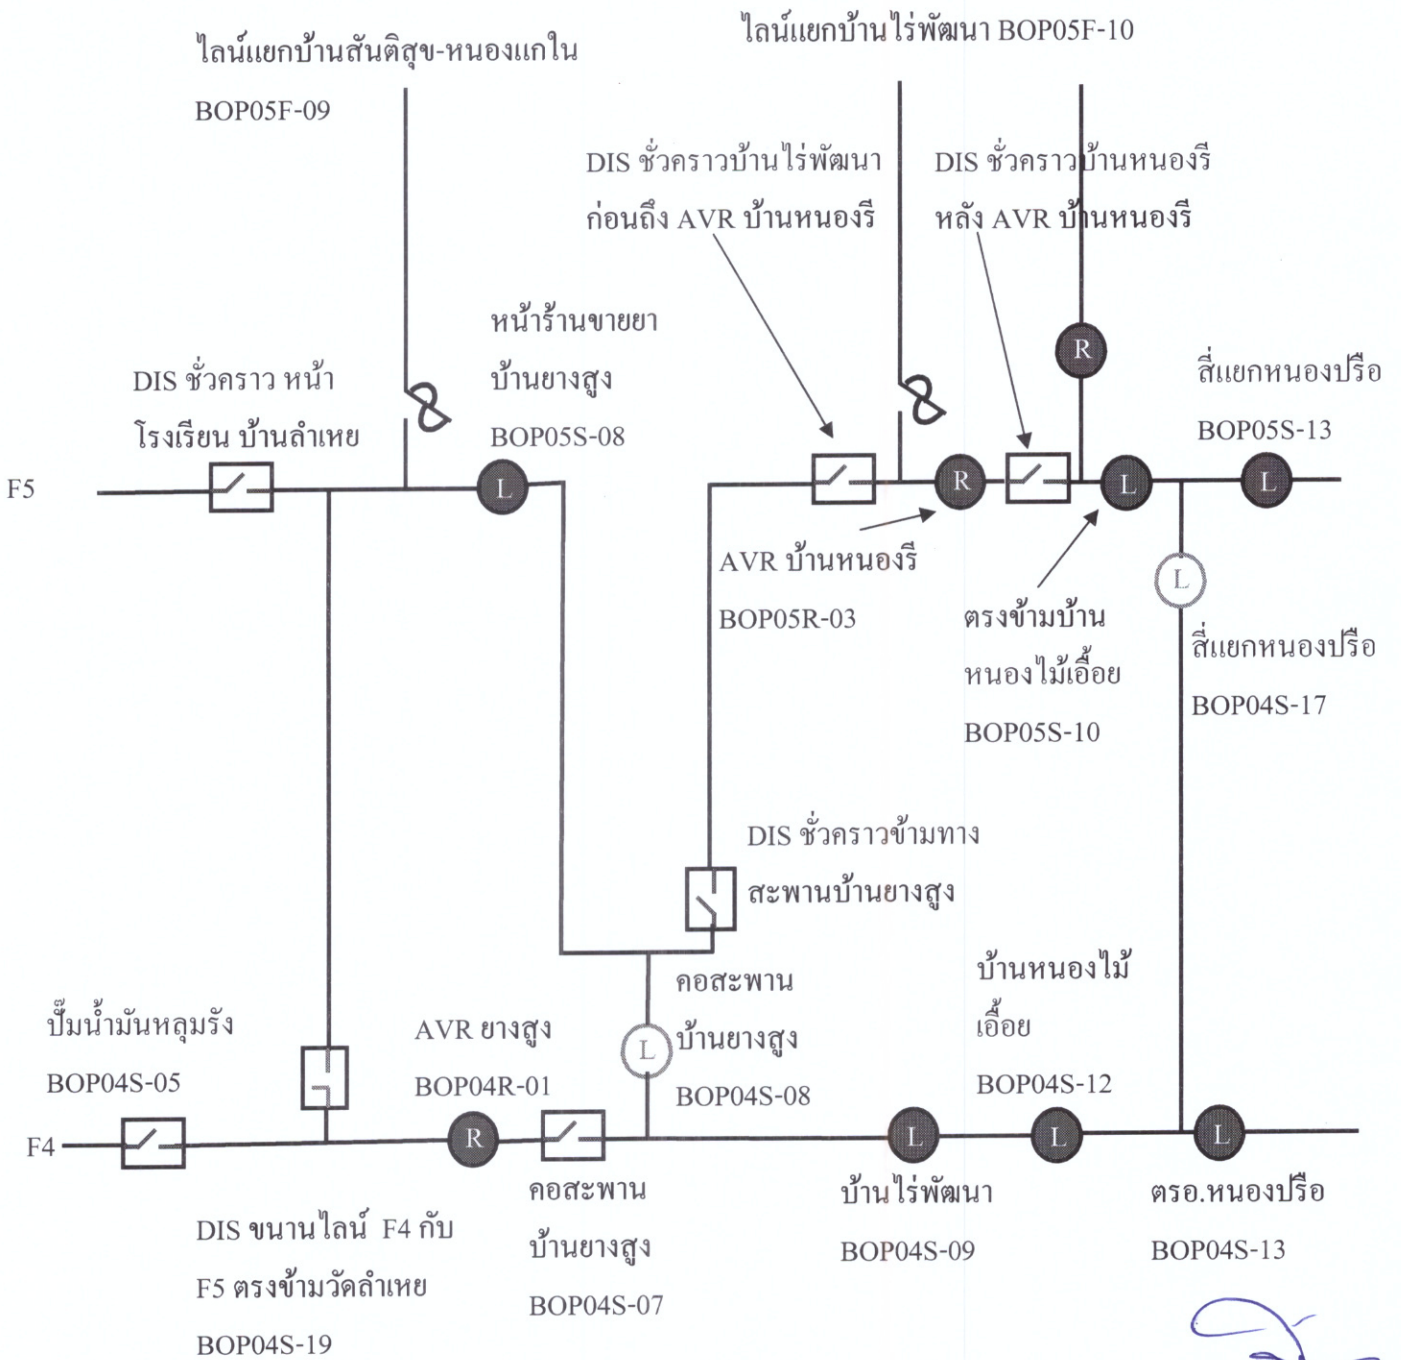 ไลน์แยกบ้านสันติสุข-หนองแกใน
BOP05F-09
ไลน์แยกบ้านไร่พัฒนา BOP05F-10
DIS ชั่วคราวบ้านไร่พัฒนา
ก่อนถึง AVR บ้านหนองรี
DIS ชั่วคราวบ้านหนองรี
หลัง AVR บ้านหนองรี
หน้าร้านขายยา
บ้านยางสูง
BOP05S-08
DIS ชั่วคราว หน้า
โรงเรียน บ้านลำเหย
R
สี่แยกหนองปรือ
BOP05S-13
F5
L
R
L
L
AVR บ้านหนองรี
BOP05R-03
ตรงข้ามบ้าน
หนองไม้เอื้อย
BOP05S-10
L
สี่แยกหนองปรือ
BOP04S-17
DIS ชั่วคราวข้ามทาง
สะพานบ้านยางสูง
ปั๊มน้ำมันหลุมรัง
BOP04S-05
AVR ยางสูง
BOP04R-01
L
คอสะพาน
บ้านยางสูง
BOP04S-08
บ้านหนองไม้
เอื้อย
BOP04S-12
F4
R
L
L
L
DIS ขนานไลน์ F4 กับ
F5 ตรงข้ามวัดลำเหย
BOP04S-19
คอสะพาน
บ้านยางสูง
BOP04S-07
บ้านไร่พัฒนา
BOP04S-09
ตรอ.หนองปรือ
BOP04S-13